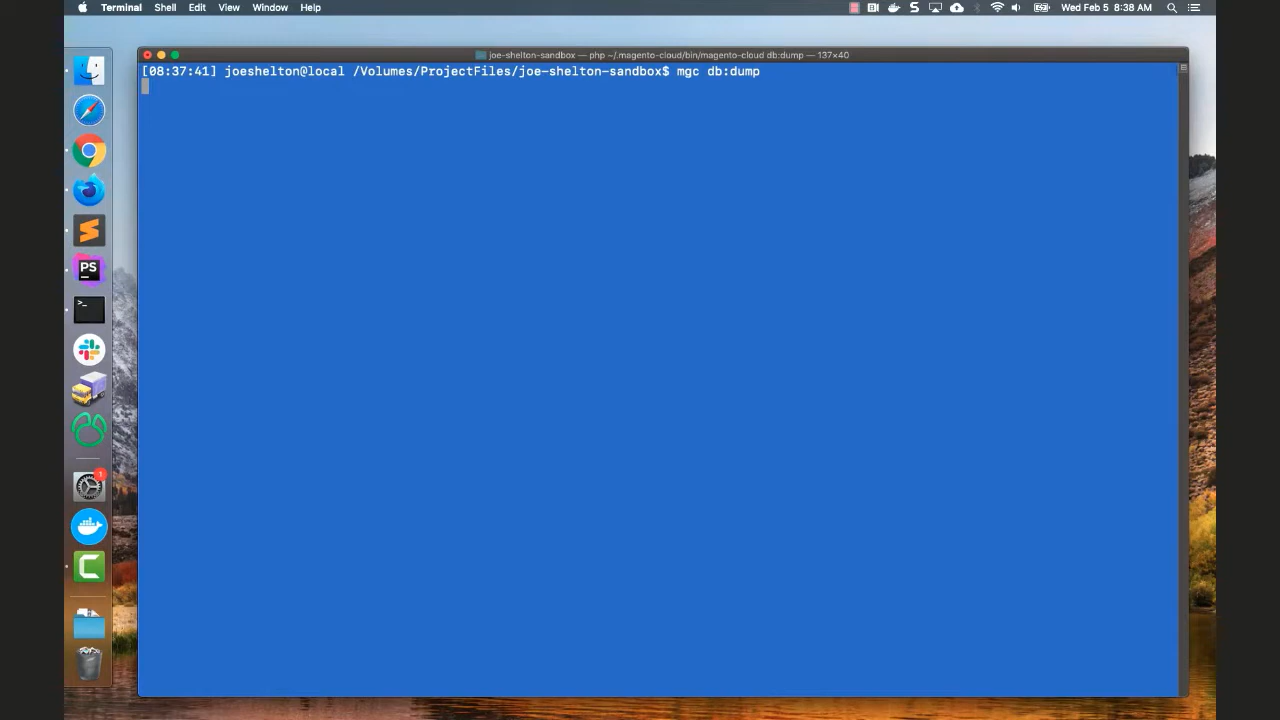 Terminal Shell Edit View Window Help Wed Feb 5 8:38 AM
joe-shelton-sandbox — php ~/.magento-cloud/bin/magento-cloud db:dump — 137×40
[08:37:41] joeshelton@local /Volumes/ProjectFiles/joe-shelton-sandbox$ mgc db:dump
PS
>_
1